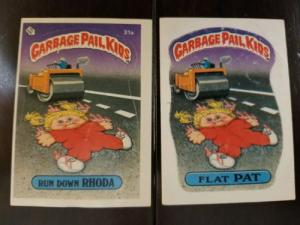 31a
GARBAGE PAIL KIDS
RUN DOWN RHODA
GARBAGE PAIL KIDS
FLAT PAT